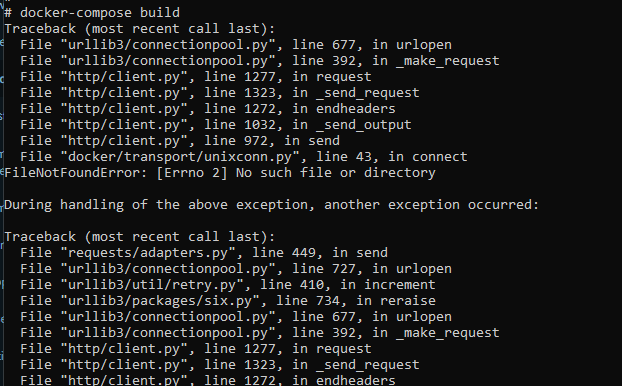 # docker-compose build
Traceback (most recent call last):
  File "urllib3/connectionpool.py", line 677, in urlopen
  File "urllib3/connectionpool.py", line 392, in _make_request
  File "http/client.py", line 1277, in request
  File "http/client.py", line 1323, in _send_request
  File "http/client.py", line 1272, in endheaders
  File "http/client.py", line 1032, in _send_output
  File "http/client.py", line 972, in send
  File "docker/transport/unixconn.py", line 43, in connect
FileNotFoundError: [Errno 2] No such file or directory

During handling of the above exception, another exception occurred:

Traceback (most recent call last):
  File "requests/adapters.py", line 449, in send
  File "urllib3/connectionpool.py", line 727, in urlopen
  File "urllib3/util/retry.py", line 410, in increment
  File "urllib3/packages/six.py", line 734, in reraise
  File "urllib3/connectionpool.py", line 677, in urlopen
  File "urllib3/connectionpool.py", line 392, in _make_request
  File "http/client.py", line 1277, in request
  File "http/client.py", line 1323, in _send_request
  File "http/client.py", line 1272, in endheaders